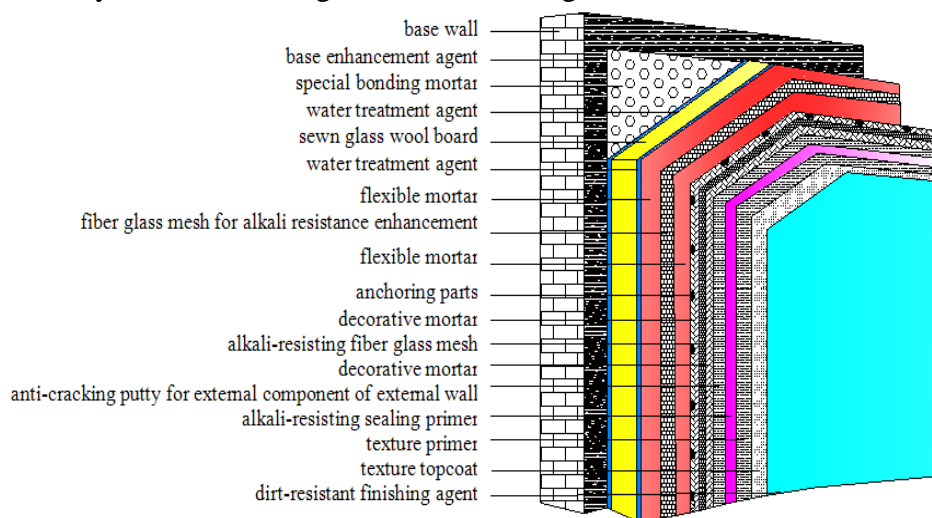 base wall
base enhancement agent
special bonding mortar
water treatment agent
sewn glass wool board
water treatment agent
flexible mortar
fiber glass mesh for alkali resistance enhancement
flexible mortar
anchoring parts
decorative mortar
alkali-resisting fiber glass mesh
decorative mortar
anti-cracking putty for external component of external wall
alkali-resisting sealing primer
texture primer
texture topcoat
dirt-resistant finishing agent